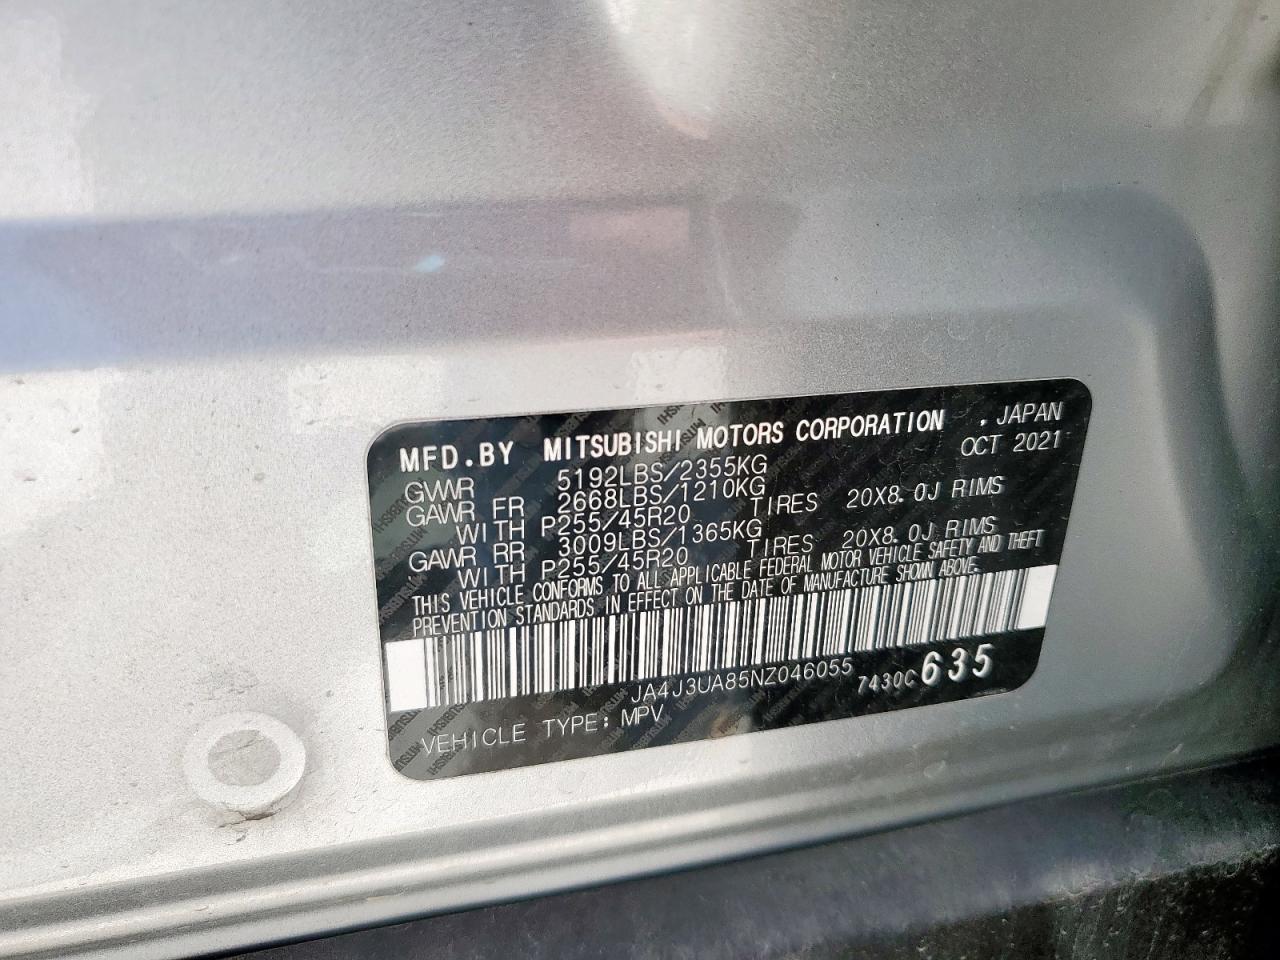 MFD.BY MITSUBISHI MOTORS CORPORATION , JAPAN
OCT 2021
GVWR 5192LBS/2355KG
GAWR FR 2668LBS/1210KG
WITH P255/45R20 TIRES 20X8.0J RIMS
GAWR RR 3009LBS/1365KG
WITH P255/45R20 TIRES 20X8.0J RIMS
THIS VEHICLE CONFORMS TO ALL APPLICABLE FEDERAL MOTOR VEHICLE SAFETY AND THEFT
PREVENTION STANDARDS IN EFFECT ON THE DATE OF MANUFACTURE SHOWN ABOVE.
JA4J3UA85NZ046055 7430C635
VEHICLE TYPE: MPV